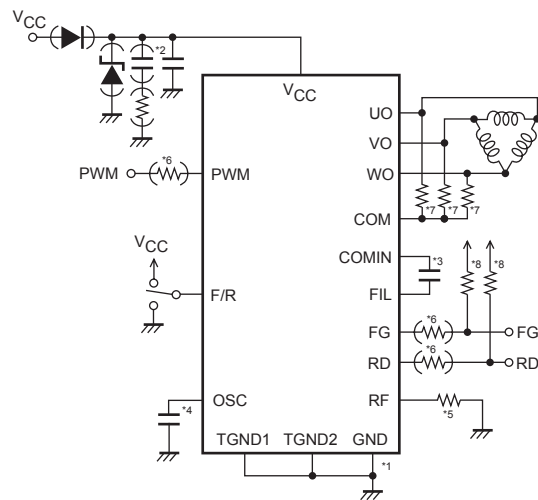 VCC
*2
VCC
UO
VO
PWM
*6
PWM
WO
*7
*7
*7
COM
VCC
COMIN
*3
*8
*8
F/R
FIL
FG
*6
FG
RD
*6
RD
OSC
*4
RF
*5
TGND1
TGND2
GND
*1